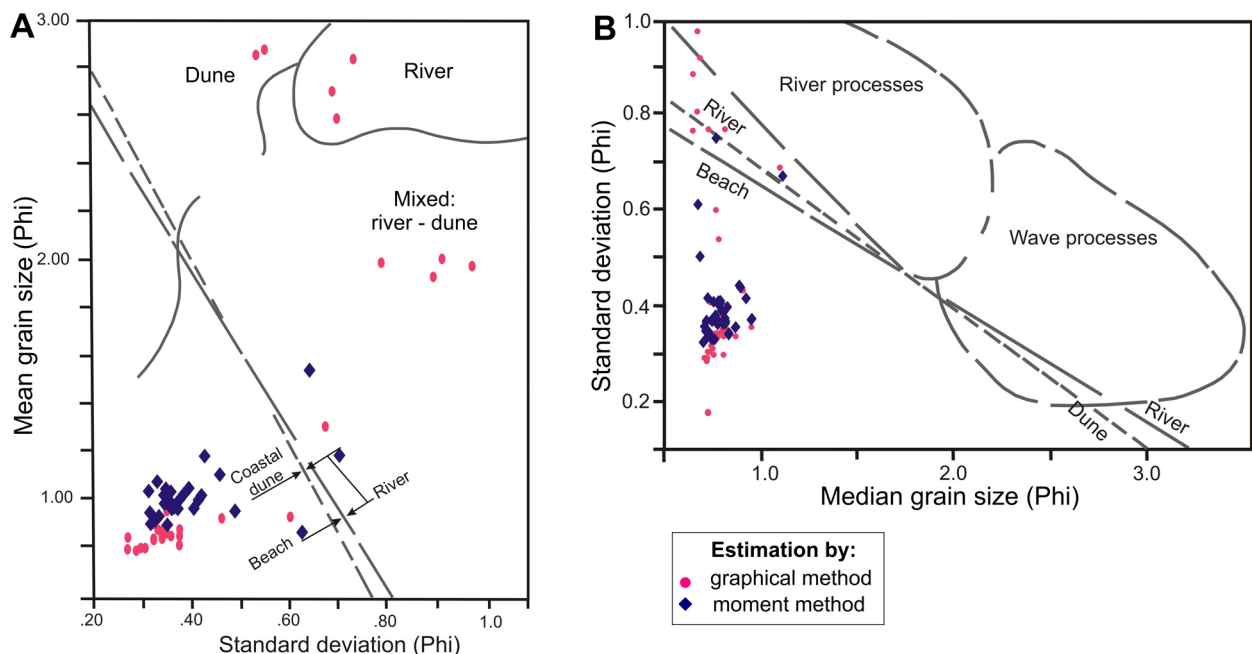 A
3.00
2.00
1.00
Mean grain size (Phi)
Dune
River
Mixed:
river - dune
Coastal
dune
River
Beach
.20
.40
.60
.80
1.0
Standard deviation (Phi)
B
1.0
0.8
0.6
0.4
0.2
Standard deviation (Phi)
River processes
River
Beach
Wave processes
Dune
River
1.0
2.0
3.0
Median grain size (Phi)
Estimation by:
graphical method
moment method